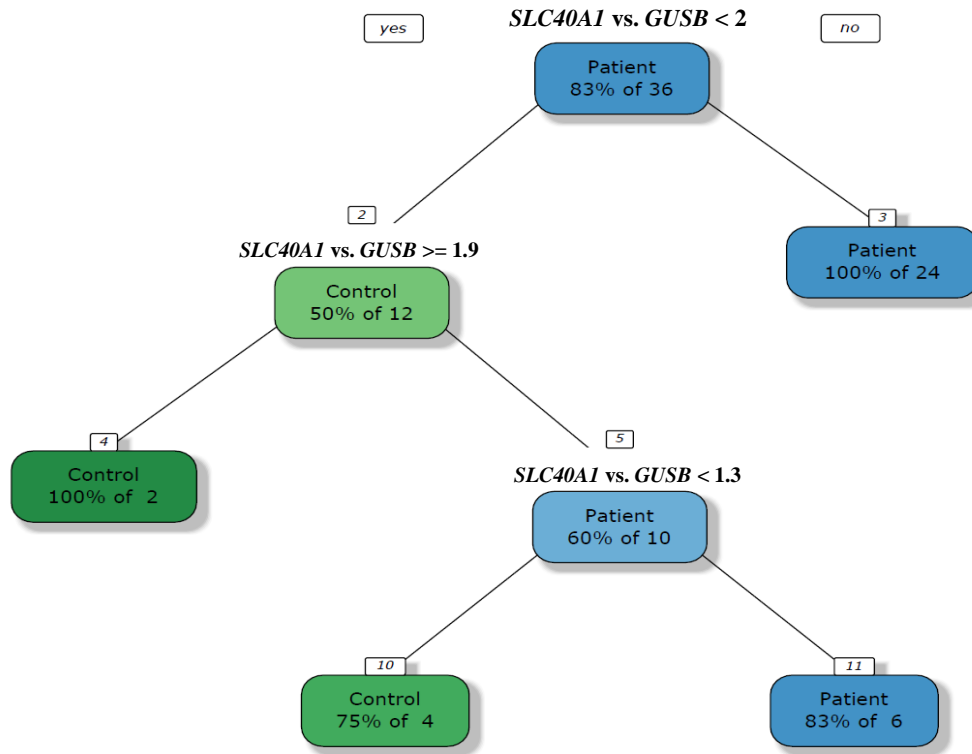 yes
SLC40A1 vs. GUSB < 2
no
Patient
83% of 36
2
3
SLC40A1 vs. GUSB >= 1.9
Patient
100% of 24
Control
50% of 12
4
5
Control
100% of  2
SLC40A1 vs. GUSB < 1.3
Patient
60% of 10
10
11
Control
75% of  4
Patient
83% of  6